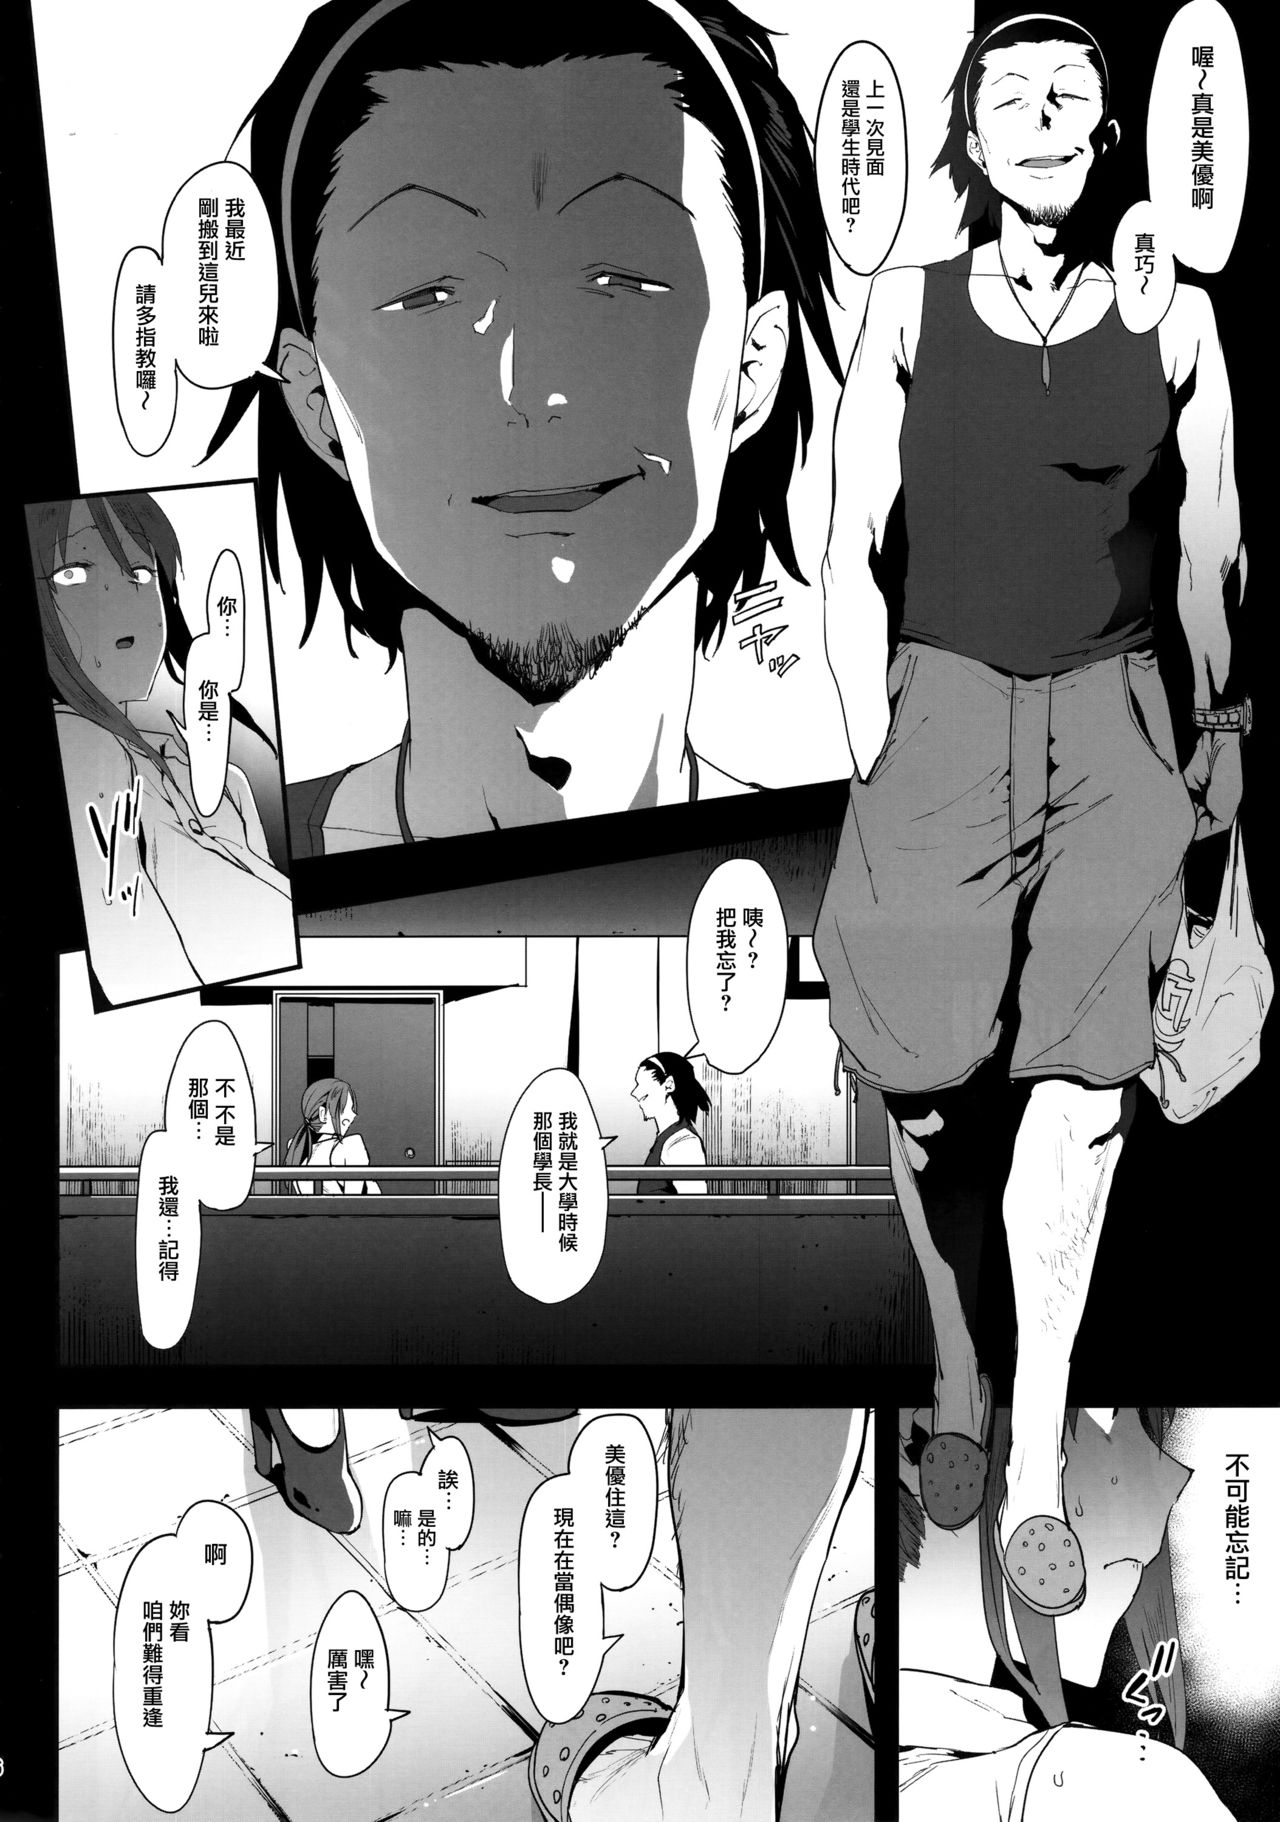 喔～真是美優啊
真巧～
上一次見面
還是學生時代吧?
我最近
剛搬到這兒來啦
請多指教囉～
ニャッ
你…
你是…
咦～?
把我忘了?
我就是大學時候
那個學長——
不 不是
那個…
我還…記得
不可能忘記…
ぐっ…
美優住這?
現在在當偶像吧?
誒…
是的…
嘛…
嘿～
厲害了
啊
妳看
咱們難得重逢